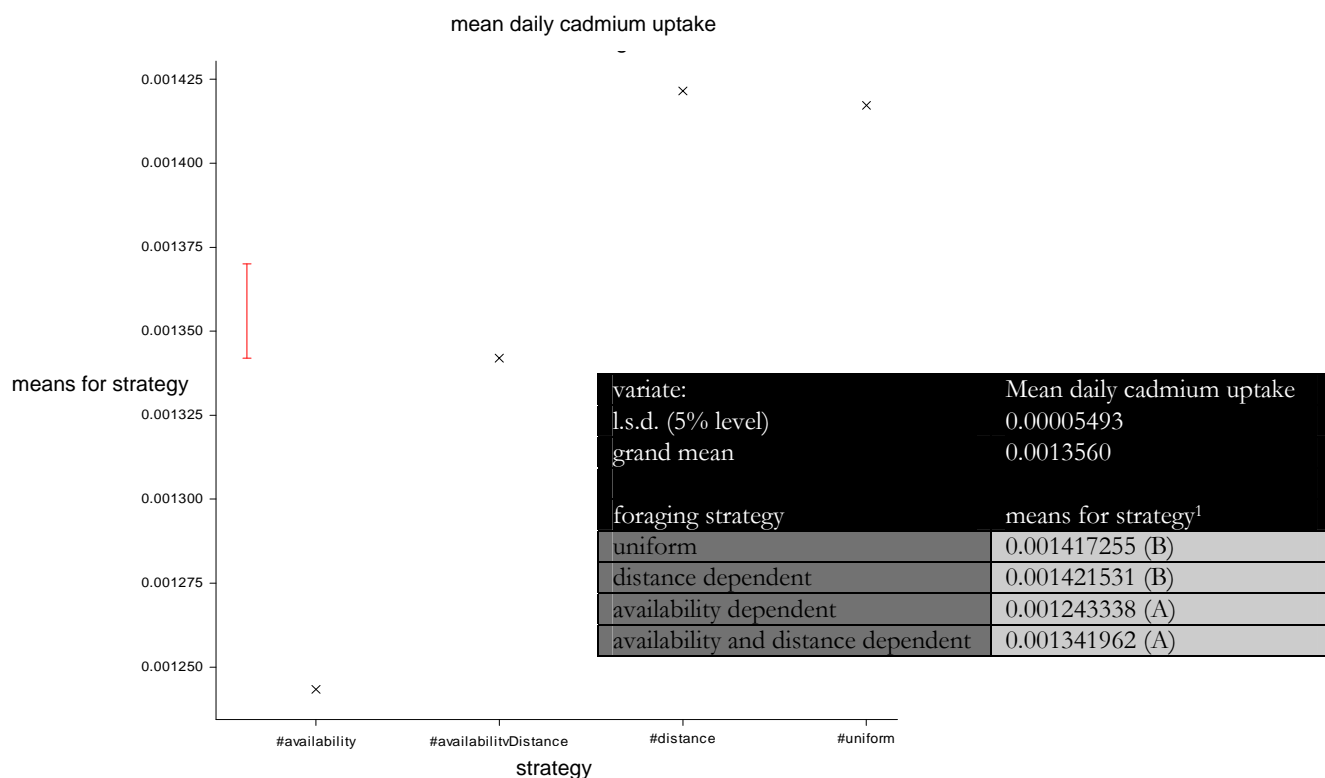 mean daily cadmium uptake
0.001425
0.001400
0.001375
0.001350
0.001325
0.001300
0.001275
0.001250
means for strategy
#availability
#availabilityDistance
#distance
#uniform
strategy
variate: Mean daily cadmium uptake
l.s.d. (5% level) 0.00005493
grand mean 0.0013560
foraging strategy means for strategy¹
uniform 0.001417255 (B)
distance dependent 0.001421531 (B)
availability dependent 0.001243338 (A)
availability and distance dependent 0.001341962 (A)